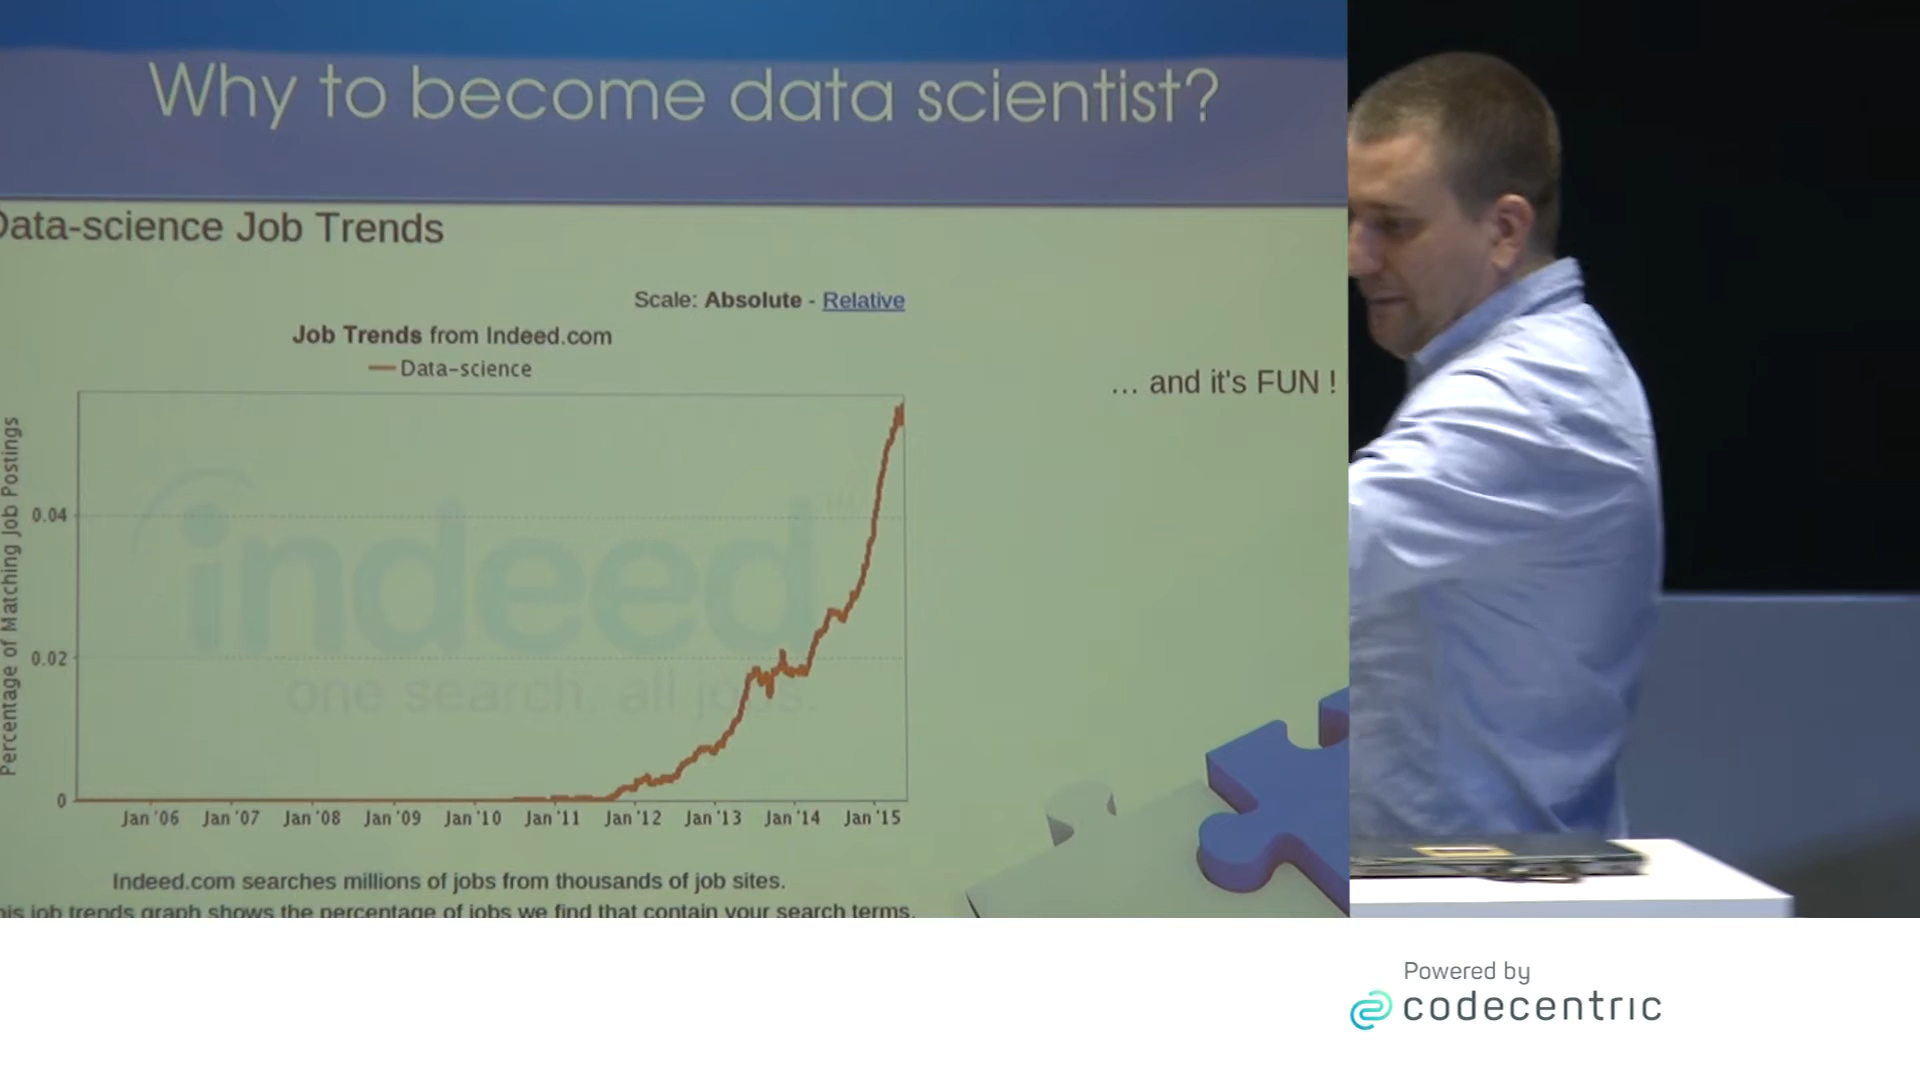 Why to become data scientist?
Data-science Job Trends
Scale: Absolute - Relative
Job Trends from Indeed.com
Data-science
... and it's FUN !
Percentage of Matching Job Postings
0.04
0.02
0
indeed
one search. all jobs.
Jan '06 Jan '07 Jan '08 Jan '09 Jan '10 Jan '11 Jan '12 Jan '13 Jan '14 Jan '15
Indeed.com searches millions of jobs from thousands of job sites.
his job trends graph shows the percentage of jobs we find that contain your search terms.
Powered by
codecentric